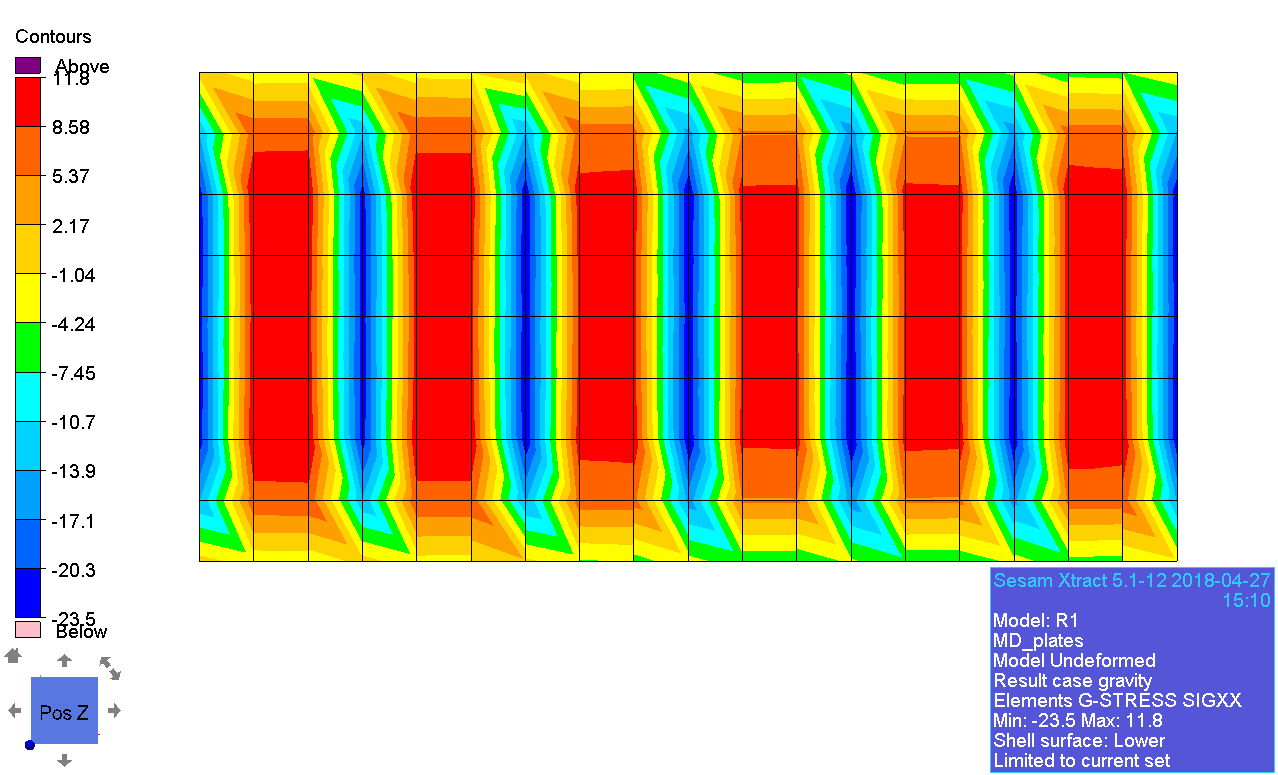 Contours
Above
11.8
8.58
5.37
2.17
-1.04
-4.24
-7.45
-10.7
-13.9
-17.1
-20.3
-23.5
Below
Pos Z
Sesam Xtract 5.1-12 2018-04-27
15:10
Model: R1
MD_plates
Model Undeformed
Result case gravity
Elements G-STRESS SIGXX
Min: -23.5 Max: 11.8
Shell surface: Lower
Limited to current set